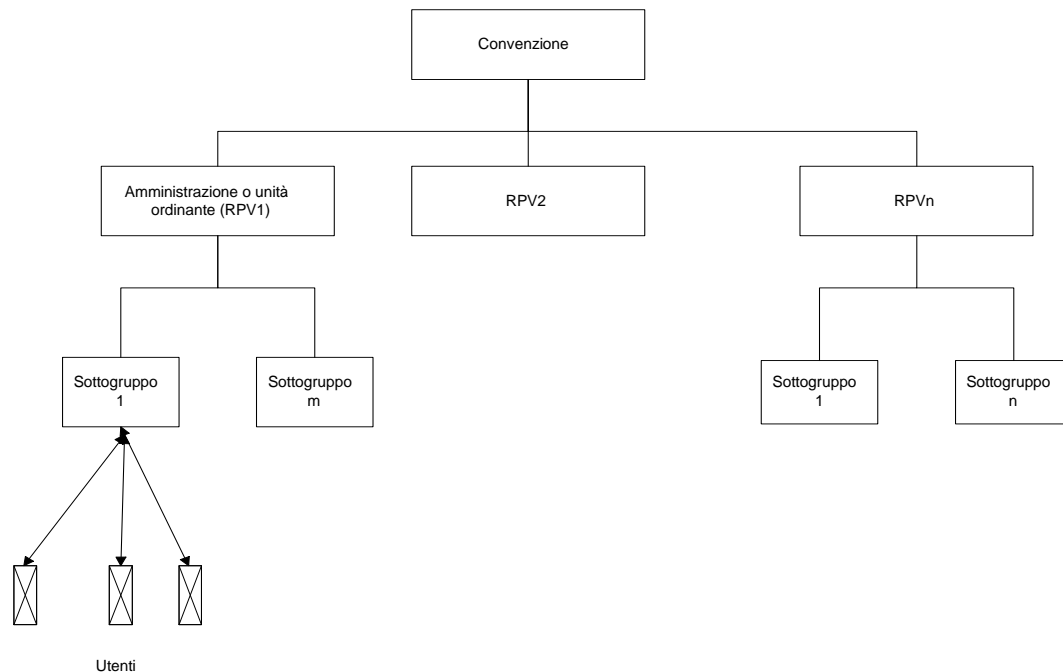 Convenzione
Amministrazione o unità
ordinante (RPV1)
RPV2
RPVn
Sottogruppo
1
Sottogruppo
m
Sottogruppo
1
Sottogruppo
n
Utenti